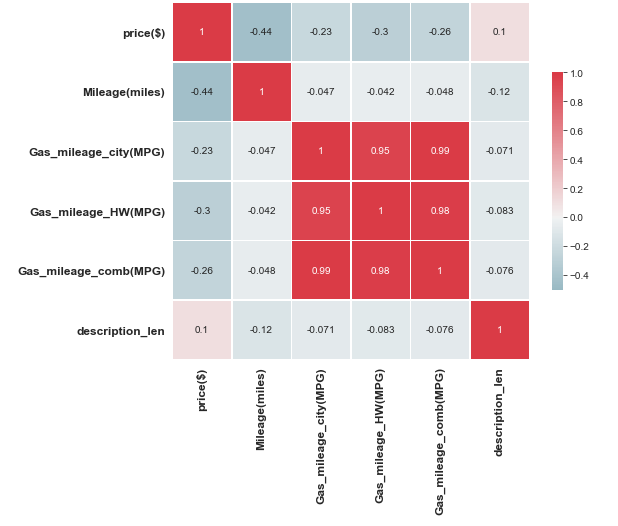 price($) 1 -0.44 -0.23 -0.3 -0.26 0.1
Mileage(miles) -0.44 1 -0.047 -0.042 -0.048 -0.12
Gas_mileage_city(MPG) -0.23 -0.047 1 0.95 0.99 -0.071
Gas_mileage_HW(MPG) -0.3 -0.042 0.95 1 0.98 -0.083
Gas_mileage_comb(MPG) -0.26 -0.048 0.99 0.98 1 -0.076
description_len 0.1 -0.12 -0.071 -0.083 -0.076 1
price($)
Mileage(miles)
Gas_mileage_city(MPG)
Gas_mileage_HW(MPG)
Gas_mileage_comb(MPG)
description_len
1.0
0.8
0.6
0.4
0.2
0.0
−0.2
−0.4